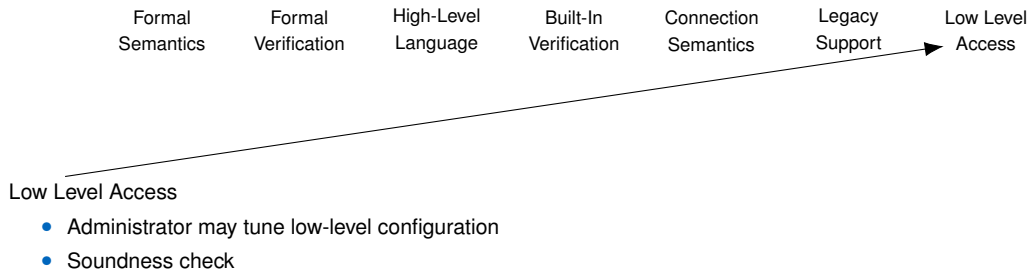 Formal Formal High-Level Built-In Connection Legacy Low Level
Semantics Verification Language Verification Semantics Support Access
Low Level Access
• Administrator may tune low-level configuration
• Soundness check